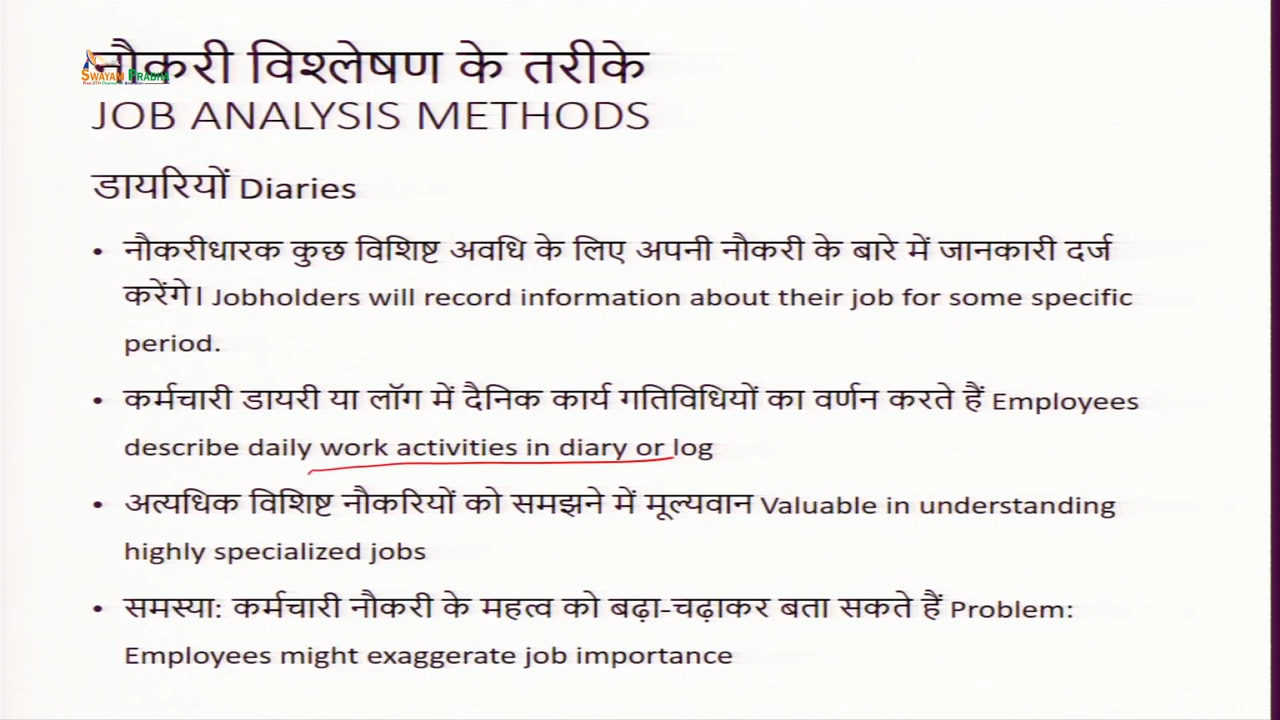 नौकरी विश्लेषण के तरीके
SWAYAM PRABHA
JOB ANALYSIS METHODS
डायरियों Diaries
• नौकरीधारक कुछ विशिष्ट अवधि के लिए अपनी नौकरी के बारे में जानकारी दर्ज
करेंगे। Jobholders will record information about their job for some specific
period.
• कर्मचारी डायरी या लॉग में दैनिक कार्य गतिविधियों का वर्णन करते हैं Employees
describe daily work activities in diary or log
• अत्यधिक विशिष्ट नौकरियों को समझने में मूल्यवान Valuable in understanding
highly specialized jobs
• समस्या: कर्मचारी नौकरी के महत्व को बढ़ा-चढ़ाकर बता सकते हैं Problem:
Employees might exaggerate job importance